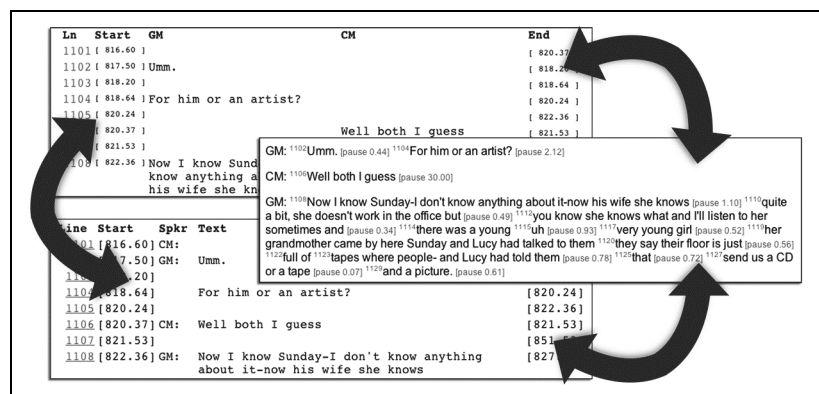 Ln Start GM CM End
1101 [ 816.60 ] [ 820.37
1102 [ 817.50 ] Umm. [ 818.20
1103 [ 818.20 ] [ 818.64 ]
1104 [ 818.64 ] For him or an artist? [ 820.24 ]
1105 [ 820.24 ] [ 822.36 ]
[ 820.37 ] Well both I guess [ 821.53 ]
[ 821.53 ]
1108 [ 822.36 ] Now I know Sund
know anything a
his wife she kn
GM: 1102Umm. [pause 0.44] 1104For him or an artist? [pause 2.12]
CM: 1106Well both I guess [pause 30.00]
GM: 1108Now I know Sunday-I don't know anything about it-now his wife she knows [pause 1.10] 1110quite
a bit, she doesn't work in the office but [pause 0.49] 1112you know she knows what and I'll listen to her
sometimes and [pause 0.34] 1114there was a young 1115uh [pause 0.93] 1117very young girl [pause 0.52] 1119her
grandmother came by here Sunday and Lucy had talked to them 1120they say their floor is just [pause 0.56]
1122full of 1123tapes where people- and Lucy had told them [pause 0.78] 1125that [pause 0.72] 1127send us a CD
or a tape [pause 0.07] 1129and a picture. [pause 0.61]
Line Start Spkr Text
1101 [816.60] CM:
17.50] GM: Umm.
.20]
1104 818.64] For him or an artist? [820.24]
1105 [820.24] [822.36]
1106 [820.37] CM: Well both I guess [821.53]
1107 [821.53] [851
1108 [822.36] GM: Now I know Sunday-I don't know anything [827
about it-now his wife she knows